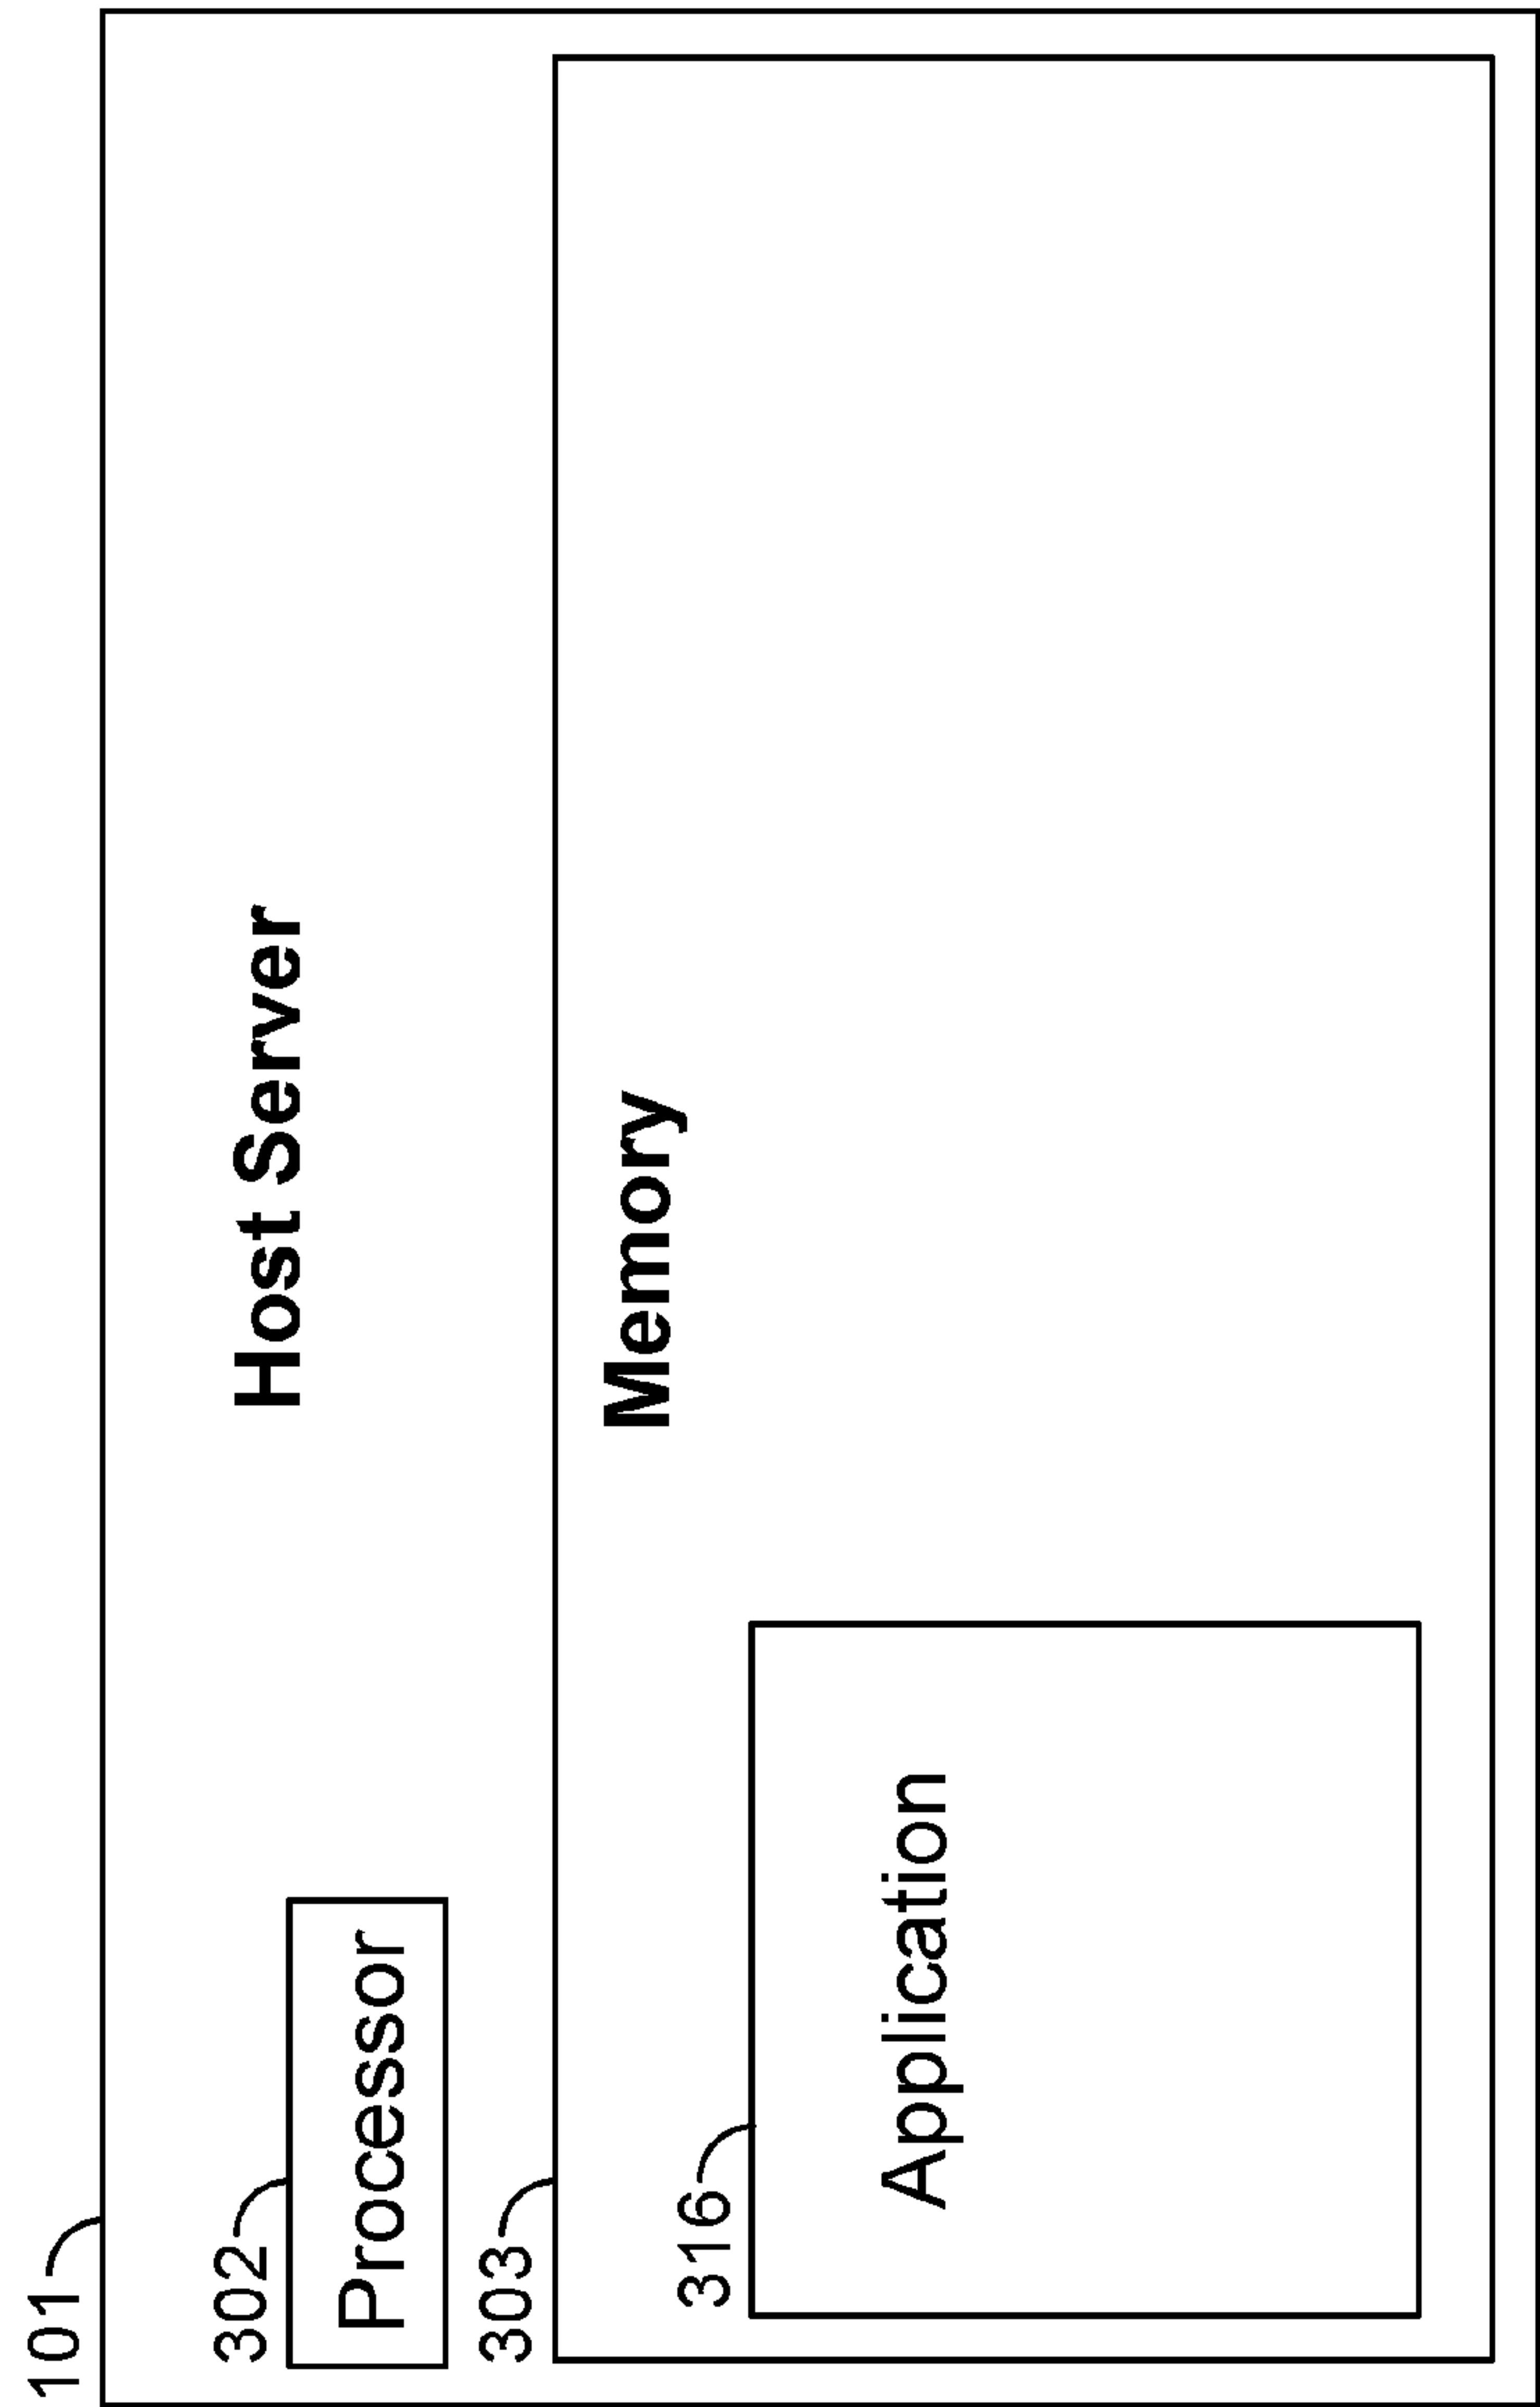 101
Host Server
302
Processor
303
Memory
316
Application